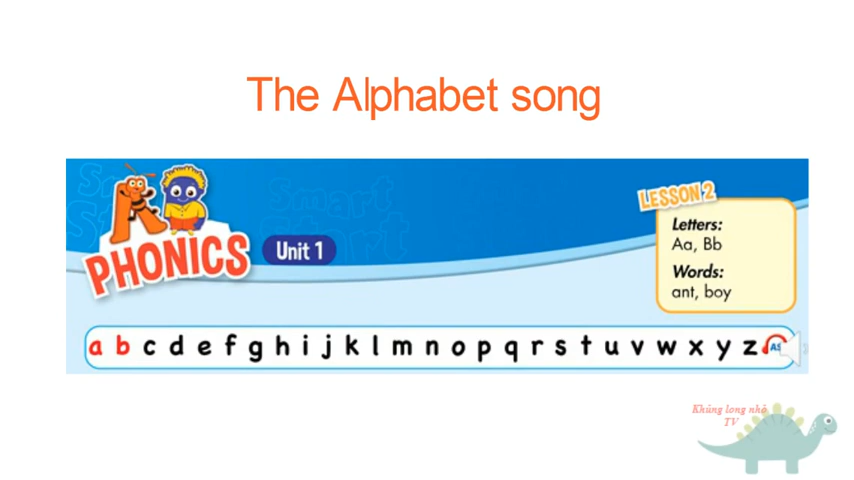 The Alphabet song
PHONICS
Unit 1
LESSON 2
Letters:
Aa, Bb
Words:
ant, boy
a b c d e f g h i j k l m n o p q r s t u v w x y z
Khủng long nhỏ
TV